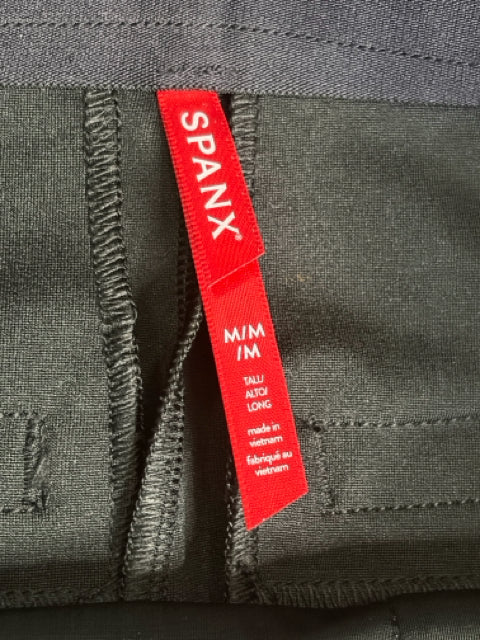 SPANX®
M/M
/M
TALL/
ALTO/
LONG
made in
vietnam
fabriqué au
vietnam